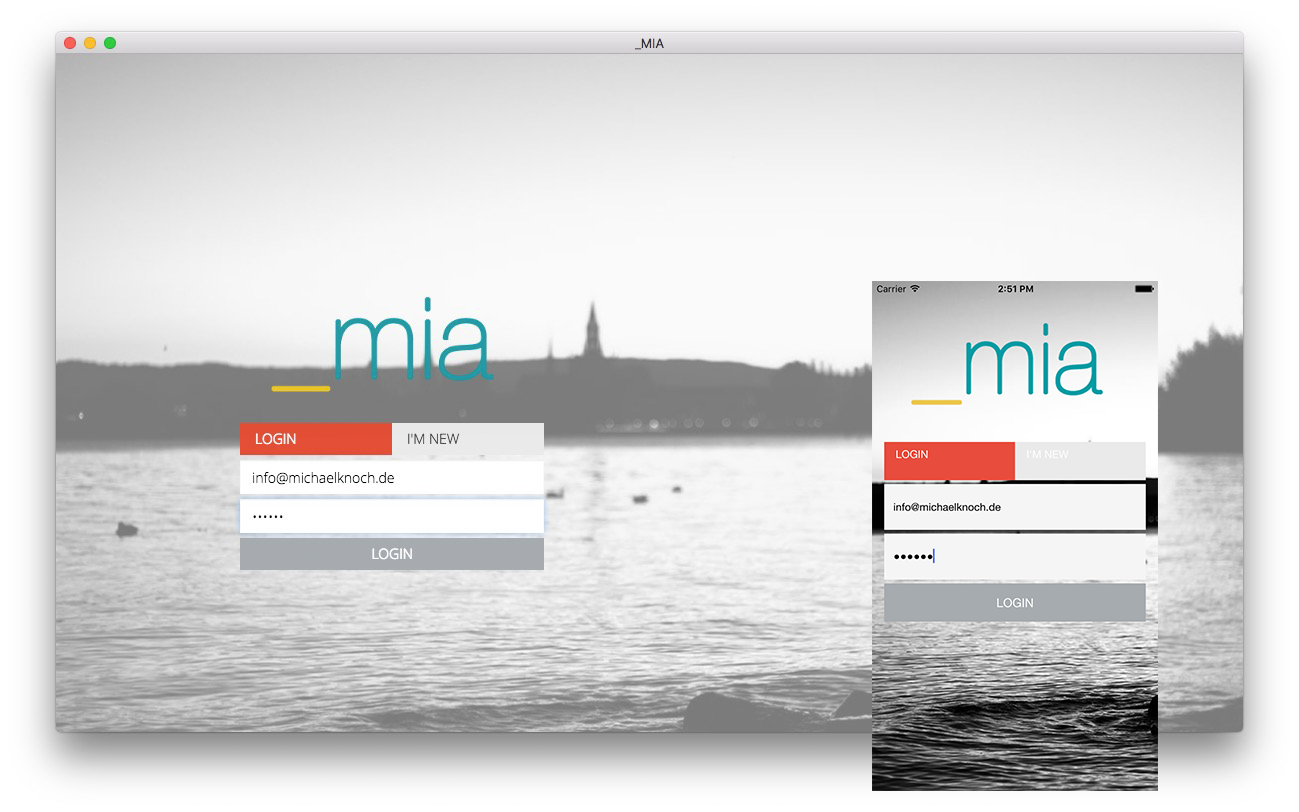 _MIA
_mia
LOGIN
I'M NEW
info@michaelknoch.de
••••••
LOGIN
Carrier
2:51 PM
_mia
LOGIN
I'M NEW
info@michaelknoch.de
••••••
LOGIN